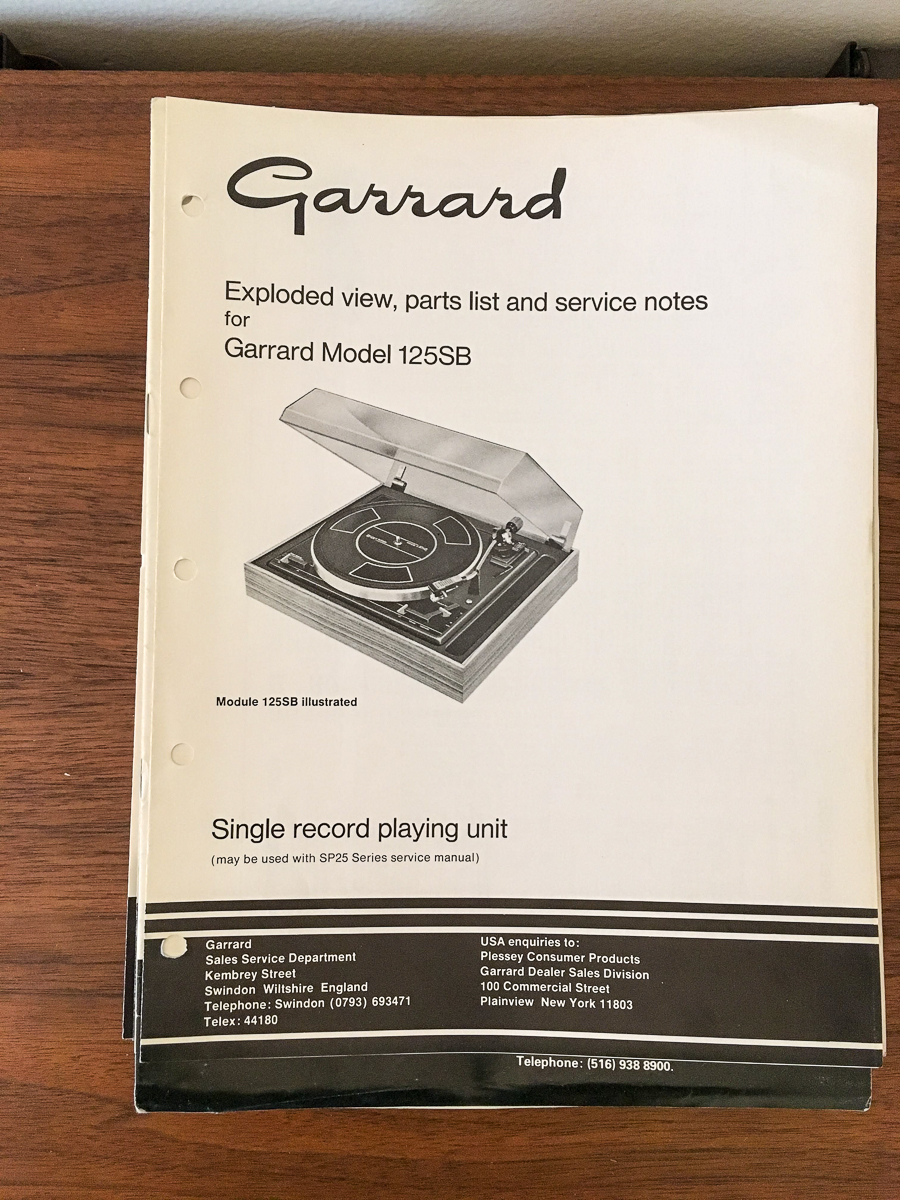 Garrard
Exploded view, parts list and service notes
for
Garrard Model 125SB
Module 125SB illustrated
Single record playing unit
(may be used with SP25 Series service manual)
Garrard
Sales Service Department
Kembrey Street
Swindon Wiltshire England
Telephone: Swindon (0793) 693471
Telex: 44180
USA enquiries to:
Plessey Consumer Products
Garrard Dealer Sales Division
100 Commercial Street
Plainview New York 11803
Telephone: (516) 938 8900.